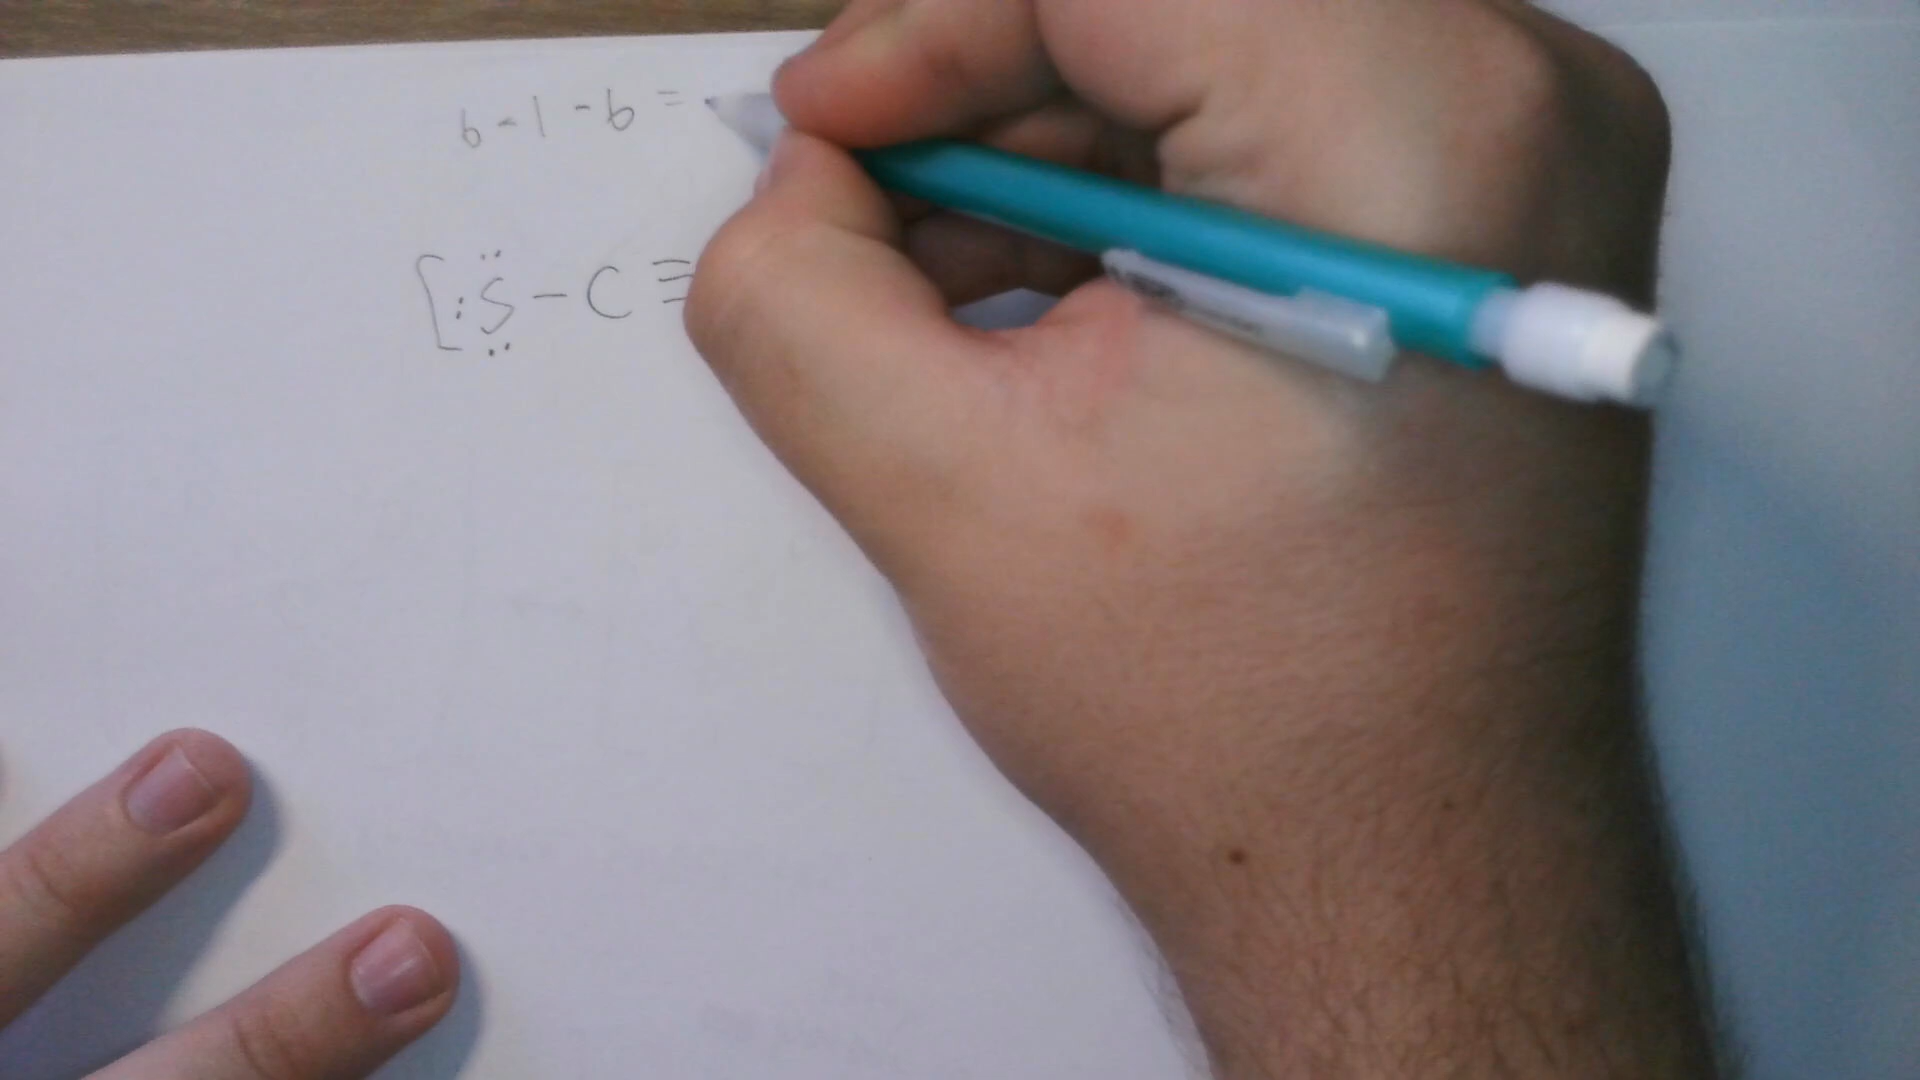 6 - 1 - 6 =
[:S̈ - C ≡